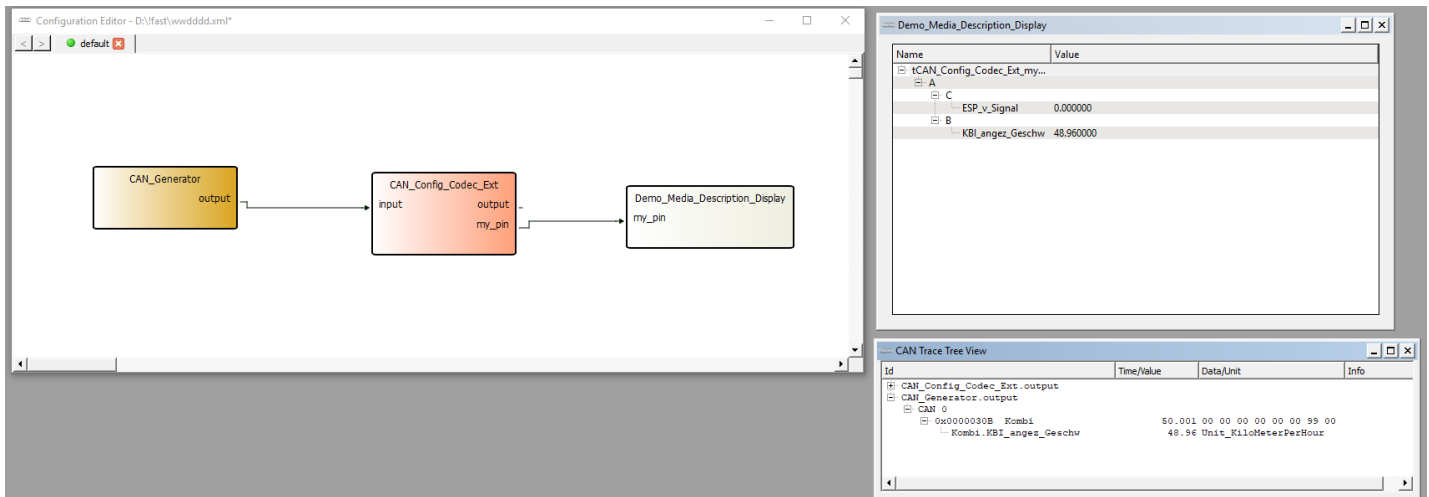 Configuration Editor - D:\!fast\wwdddd.xml*
< > default
CAN_Generator
output
CAN_Config_Codec_Ext
input output
my_pin
Demo_Media_Description_Display
my_pin
Demo_Media_Description_Display
Name Value
tCAN_Config_Codec_Ext_my...
A
C
ESP_v_Signal 0.000000
B
KBI_angez_Geschw 48.960000
CAN Trace Tree View
Id Time/Value Data/Unit Info
CAN_Config_Codec_Ext.output
CAN_Generator.output
CAN 0
0x0000030B Kombi 50.001 00 00 00 00 00 00 99 00
Kombi.KBI_angez_Geschw 48.96 Unit_KiloMeterPerHour